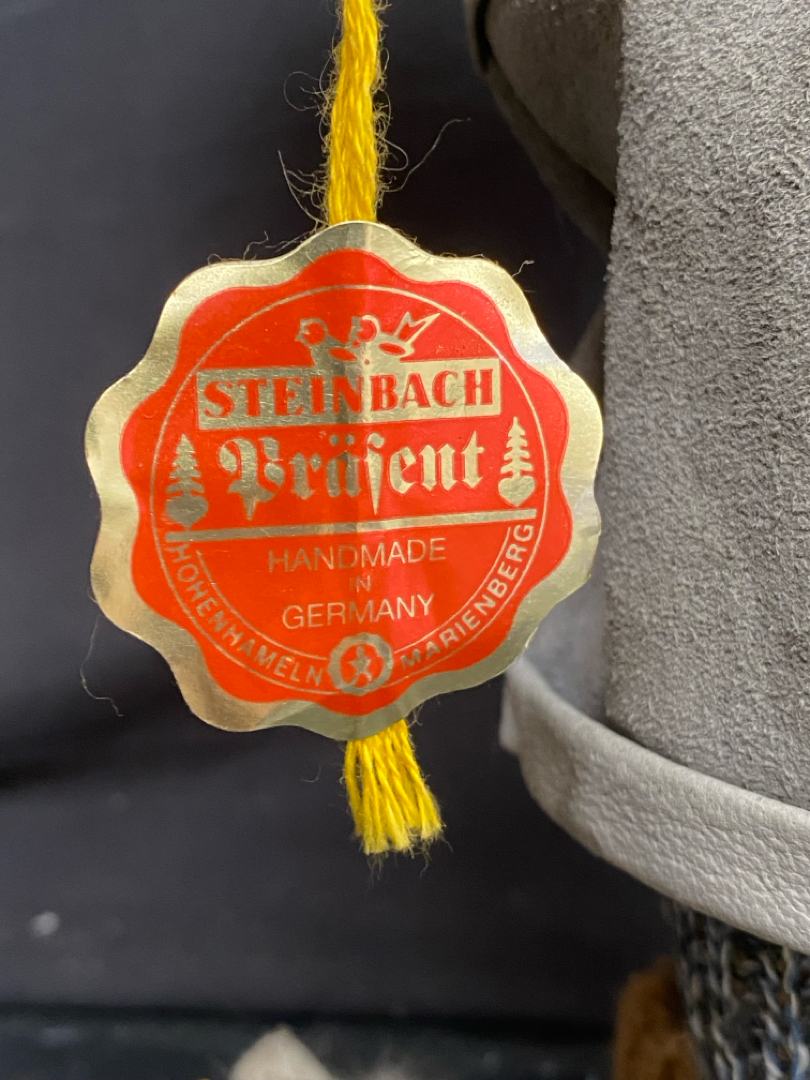 STEINBACH
Präsent
HANDMADE
IN
GERMANY
HOHENHAMELN
MARIENBERG